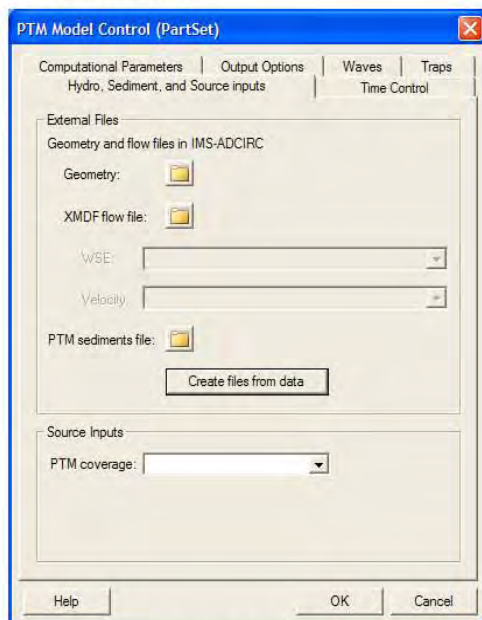 PTM Model Control (PartSet)
Computational Parameters Output Options Waves Traps
Hydro, Sediment, and Source inputs Time Control
External Files
Geometry and flow files in IMS-ADCIRC
Geometry:
XMDF flow file:
WSE:
Velocity:
PTM sediments file:
Create files from data
Source Inputs
PTM coverage:
Help OK Cancel